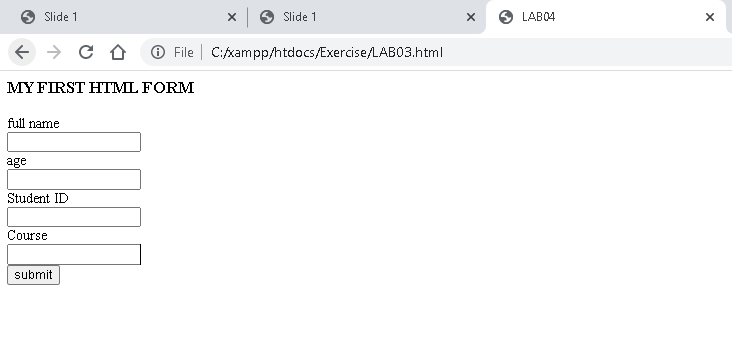 Slide 1 Slide 1 LAB04
File C:/xampp/htdocs/Exercise/LAB03.html
MY FIRST HTML FORM
full name
age
Student ID
Course
submit